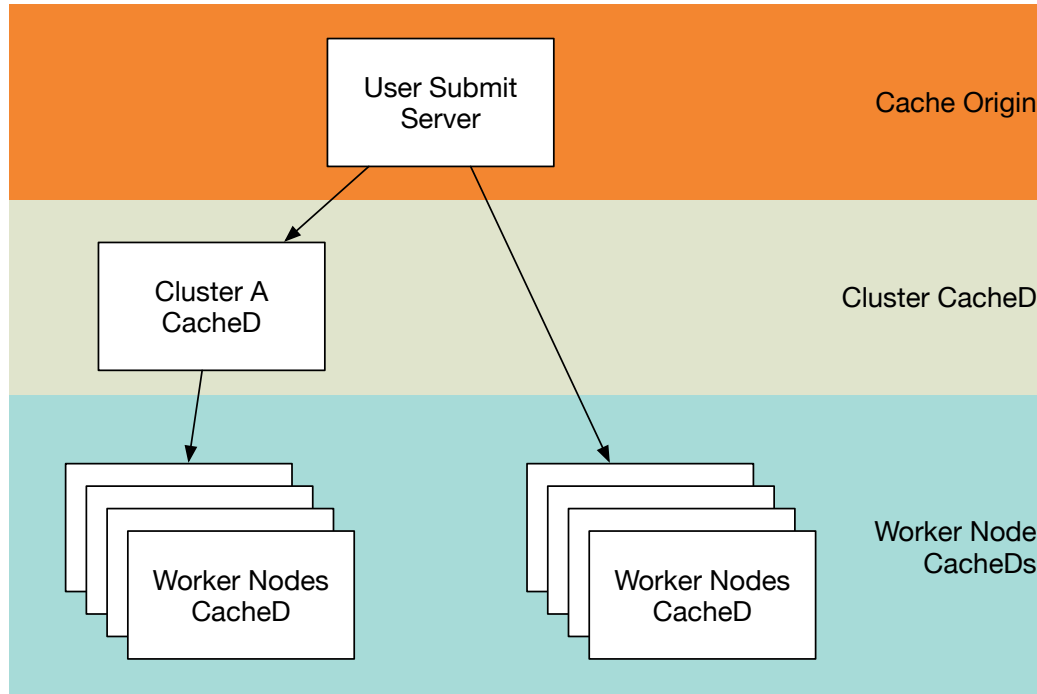 User Submit
Server
Cache Origin
Cluster A
CacheD
Cluster CacheD
Worker Nodes
CacheD
Worker Nodes
CacheD
Worker Node
CacheDs